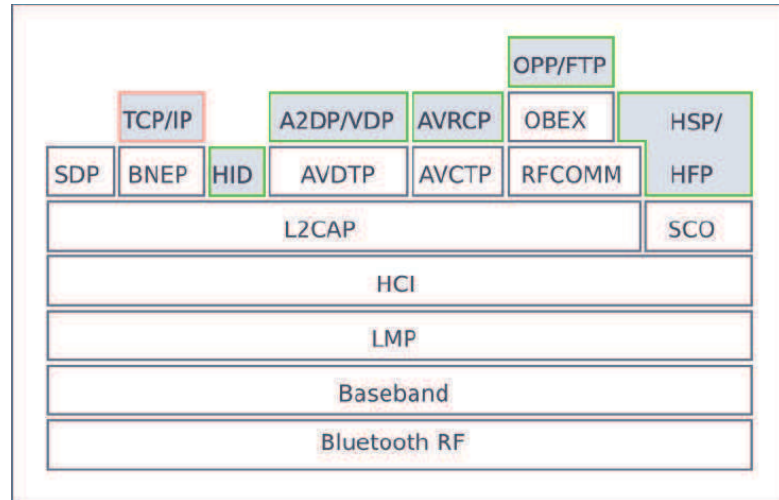 OPP/FTP
TCP/IP A2DP/VDP AVRCP OBEX HSP/
SDP BNEP HID AVDTP AVCTP RFCOMM HFP
L2CAP SCO
HCI
LMP
Baseband
Bluetooth RF